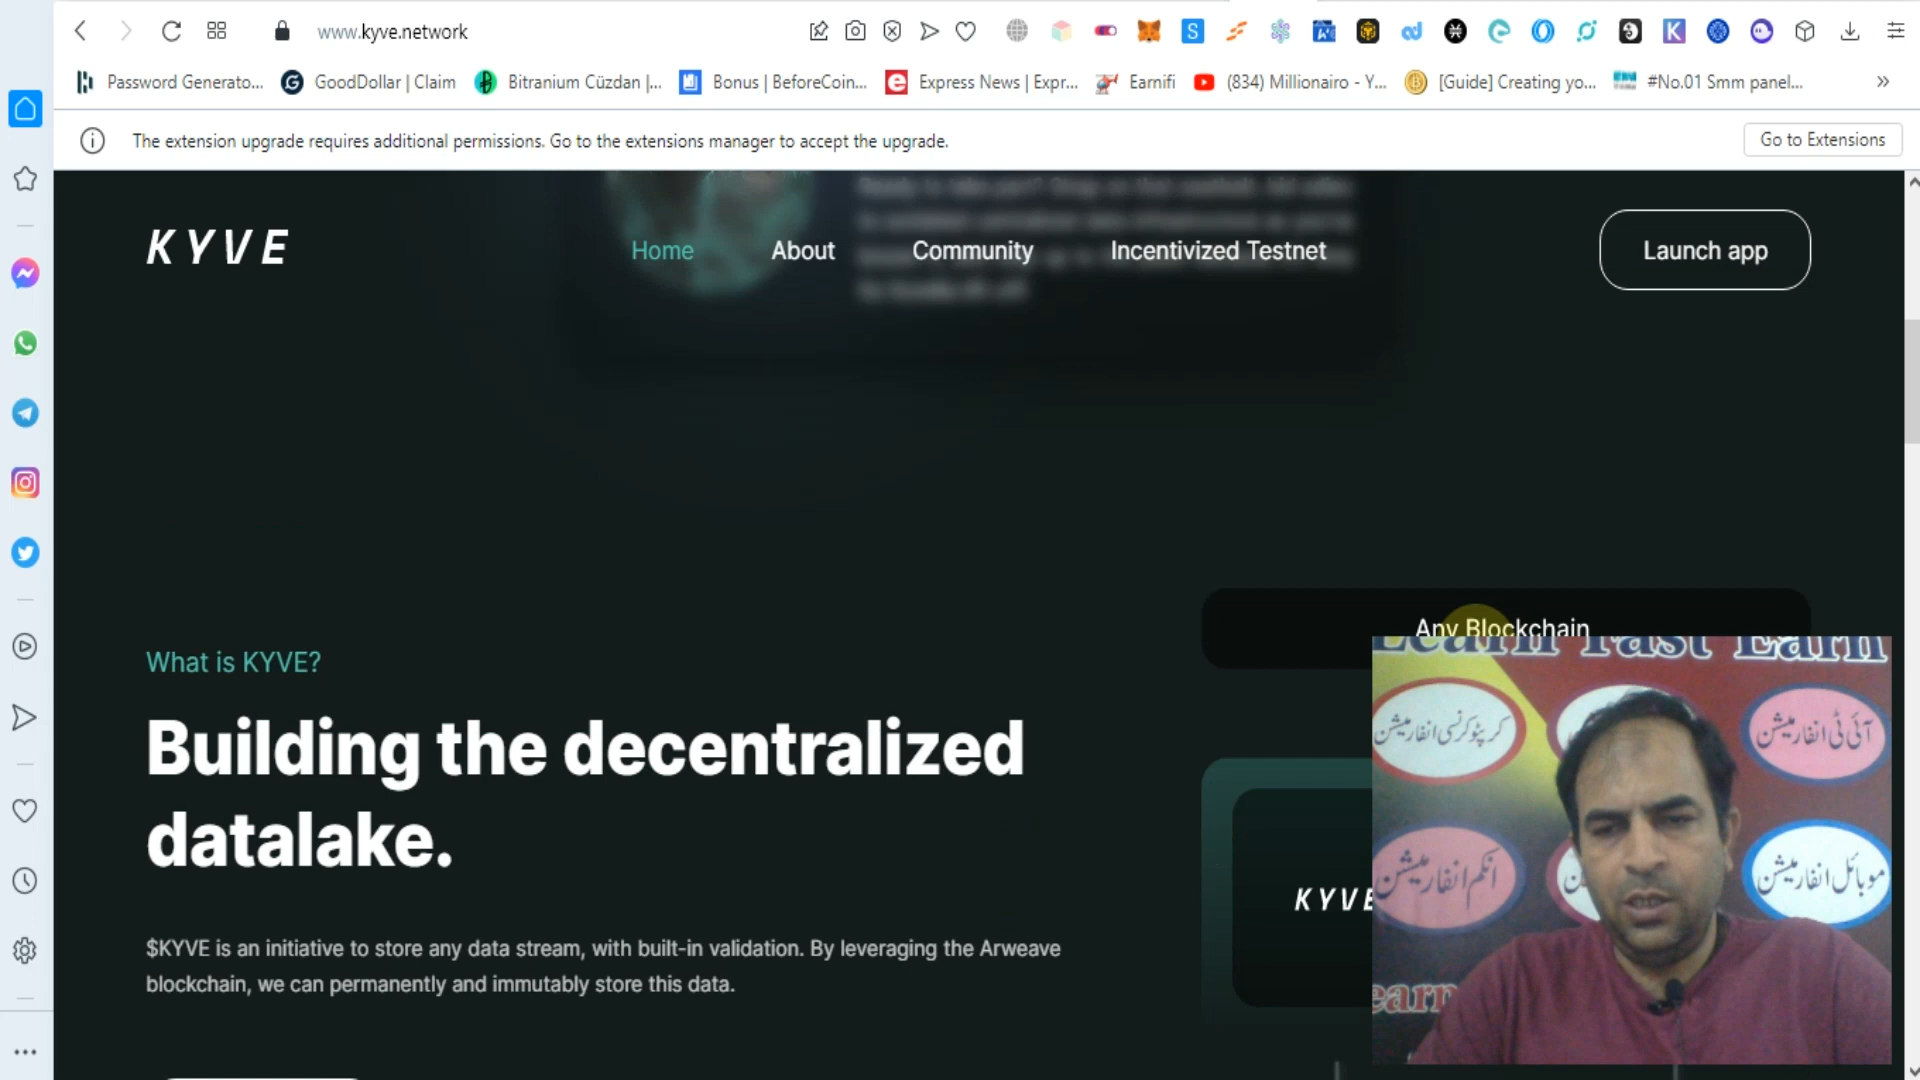 www.kyve.network
Password Generato...
GoodDollar | Claim
Bitranium Cüzdan |...
Bonus | BeforeCoin...
Express News | Expr...
Earnifi
(834) Millionairo - Y...
[Guide] Creating yo...
#No.01 Smm panel...
The extension upgrade requires additional permissions. Go to the extensions manager to accept the upgrade.
Go to Extensions
KYVE
Home
About
Community
Incentivized Testnet
Launch app
Any Blockchain
What is KYVE?
Building the decentralized
datalake.
KYVE
$KYVE is an initiative to store any data stream, with built-in validation. By leveraging the Arweave
blockchain, we can permanently and immutably store this data.
Learn Fast Earn
کرپٹوکرنسی انفارمیشن
آئی ٹی انفارمیشن
انکم انفارمیشن
موبائل انفارمیشن